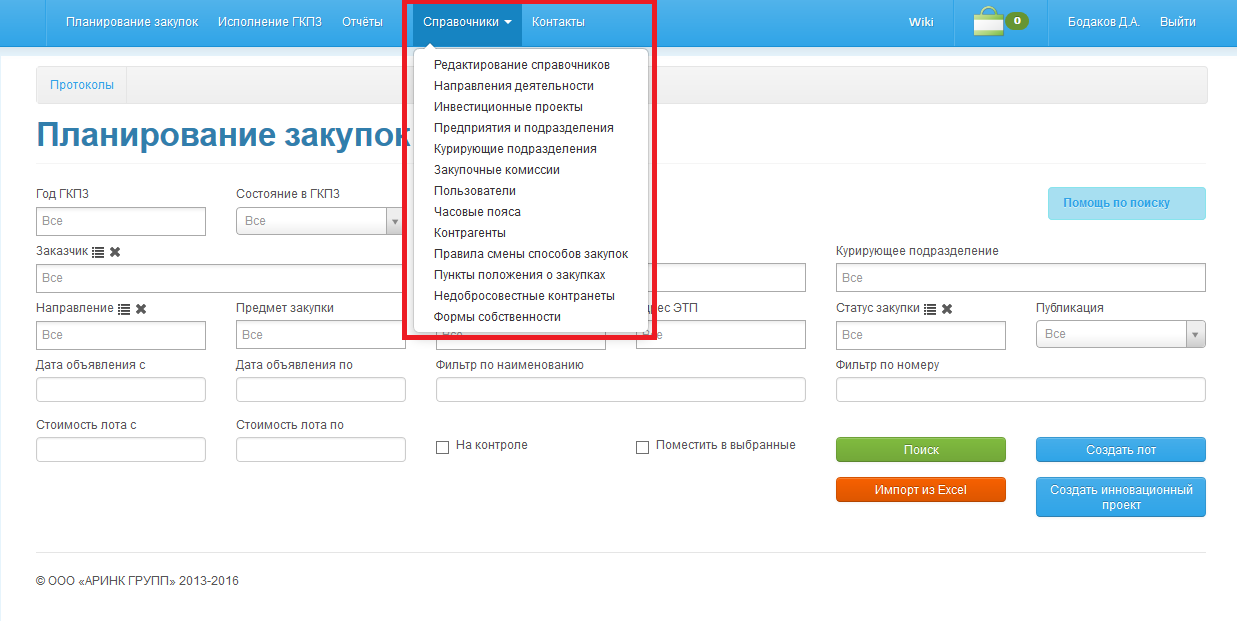 Планирование закупок Исполнение ГКПЗ Отчёты Справочники Контакты Wiki 0 Бодаков Д.А. Выйти
Редактирование справочников
Направления деятельности
Инвестиционные проекты
Предприятия и подразделения
Курирующие подразделения
Закупочные комиссии
Пользователи
Часовые пояса
Контрагенты
Правила смены способов закупок
Пункты положения о закупках
Недобросовестные контранеты
Формы собственности
Протоколы
Планирование закупок
Год ГКПЗ Состояние в ГКПЗ
Все Все Помощь по поиску
Заказчик Курирующее подразделение
Все Все
Направление Предмет закупки рес ЭТП Статус закупки Публикация
Все Все Все Все Все Все
Дата объявления с Дата объявления по Фильтр по наименованию Фильтр по номеру
Стоимость лота с Стоимость лота по
На контроле Поместить в выбранные Поиск Создать лот
Импорт из Excel Создать инновационный
проект
© ООО «АРИНК ГРУПП» 2013-2016